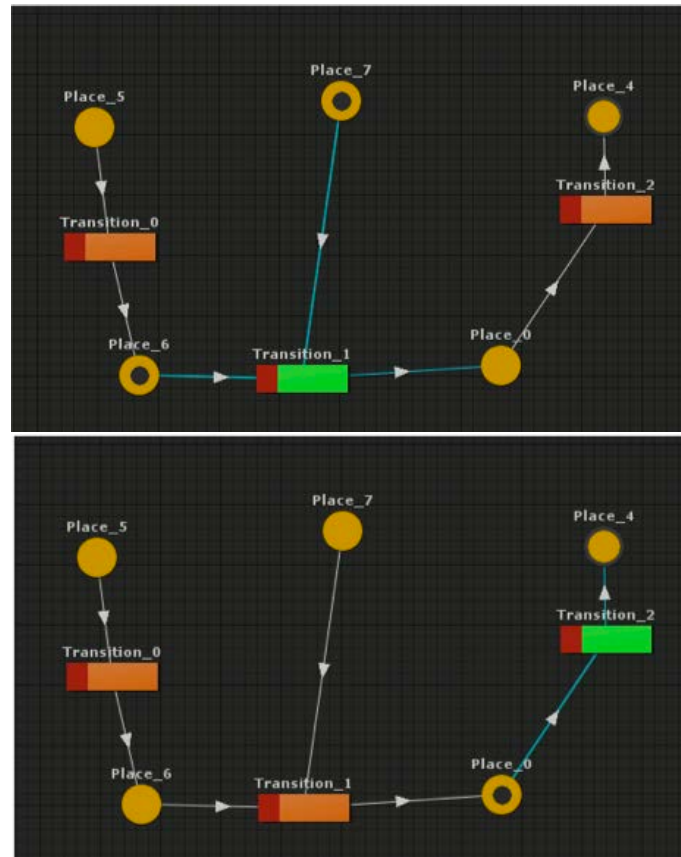 Place_7
Place_5
Place_4
Transition_2
Transition_0
Place_0
Place_6
Transition_1
Place_7
Place_5
Place_4
Transition_2
Transition_0
Place_0
Place_6
Transition_1